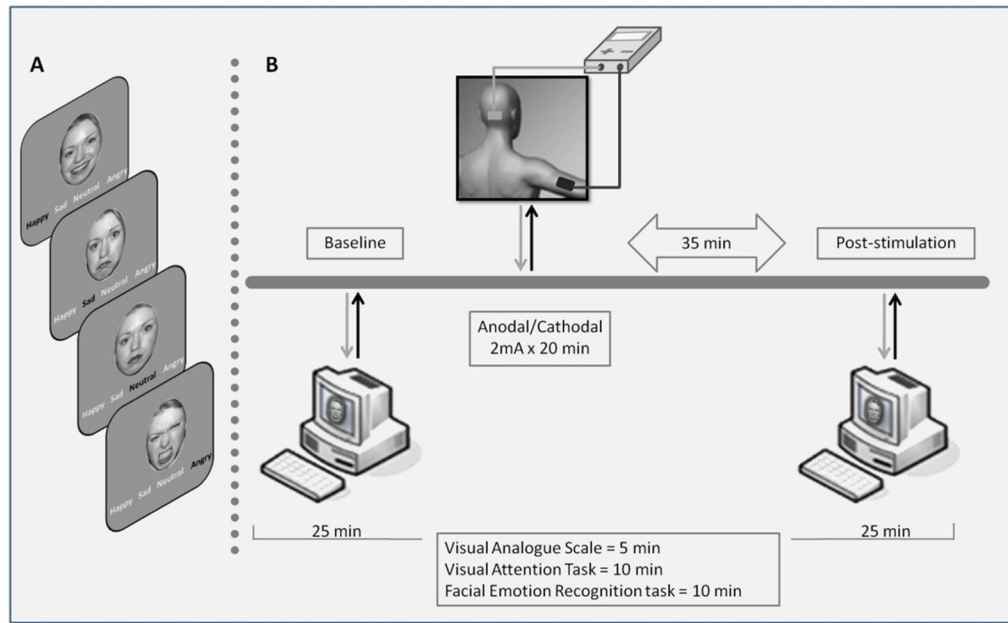 A
Happy Sad Neutral Angry
Happy Sad Neutral Angry
Happy Sad Neutral Angry
Happy Sad Neutral Angry
B
Baseline
35 min
Post-stimulation
Anodal/Cathodal
2mA x 20 min
25 min
25 min
Visual Analogue Scale = 5 min
Visual Attention Task = 10 min
Facial Emotion Recognition task = 10 min